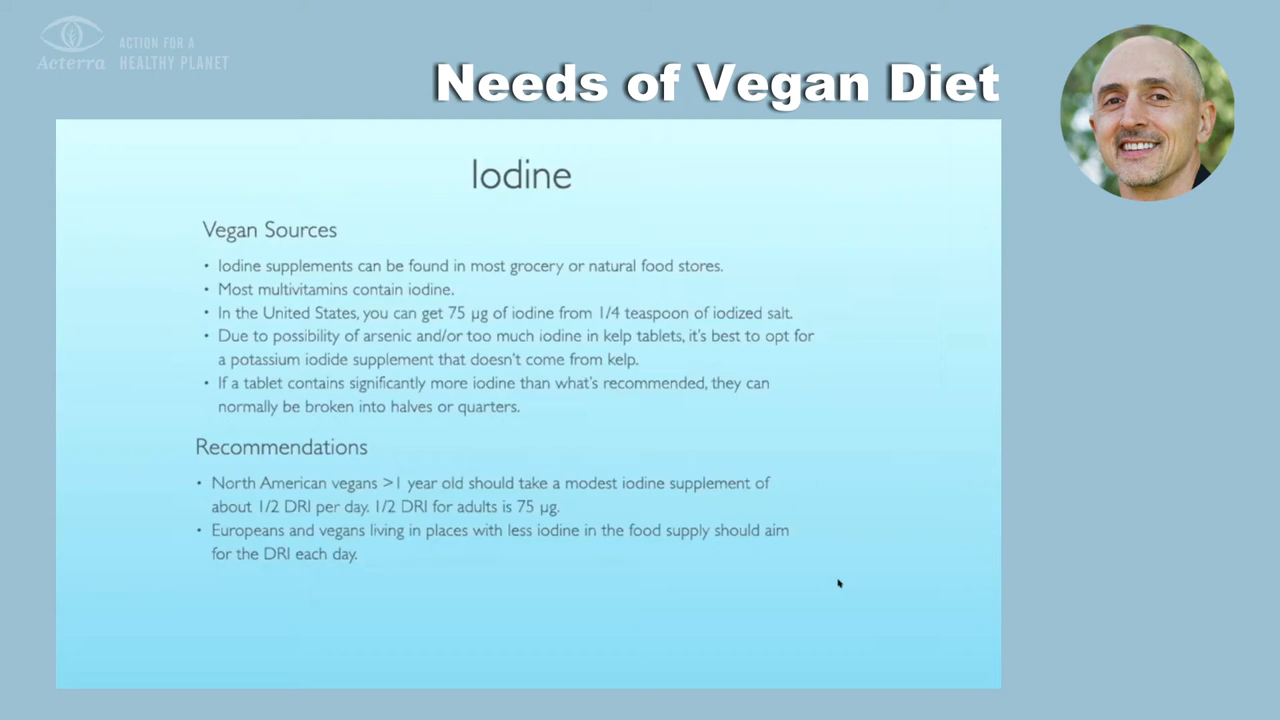 Aeterra
ACTION FOR A
HEALTHY PLANET
Needs of Vegan Diet
Iodine
Vegan Sources
• Iodine supplements can be found in most grocery or natural food stores.
• Most multivitamins contain iodine.
• In the United States, you can get 75 µg of iodine from 1/4 teaspoon of iodized salt.
• Due to possibility of arsenic and/or too much iodine in kelp tablets, it's best to opt for
a potassium iodide supplement that doesn't come from kelp.
• If a tablet contains significantly more iodine than what's recommended, they can
normally be broken into halves or quarters.
Recommendations
• North American vegans >1 year old should take a modest iodine supplement of
about 1/2 DRI per day. 1/2 DRI for adults is 75 µg.
• Europeans and vegans living in places with less iodine in the food supply should aim
for the DRI each day.